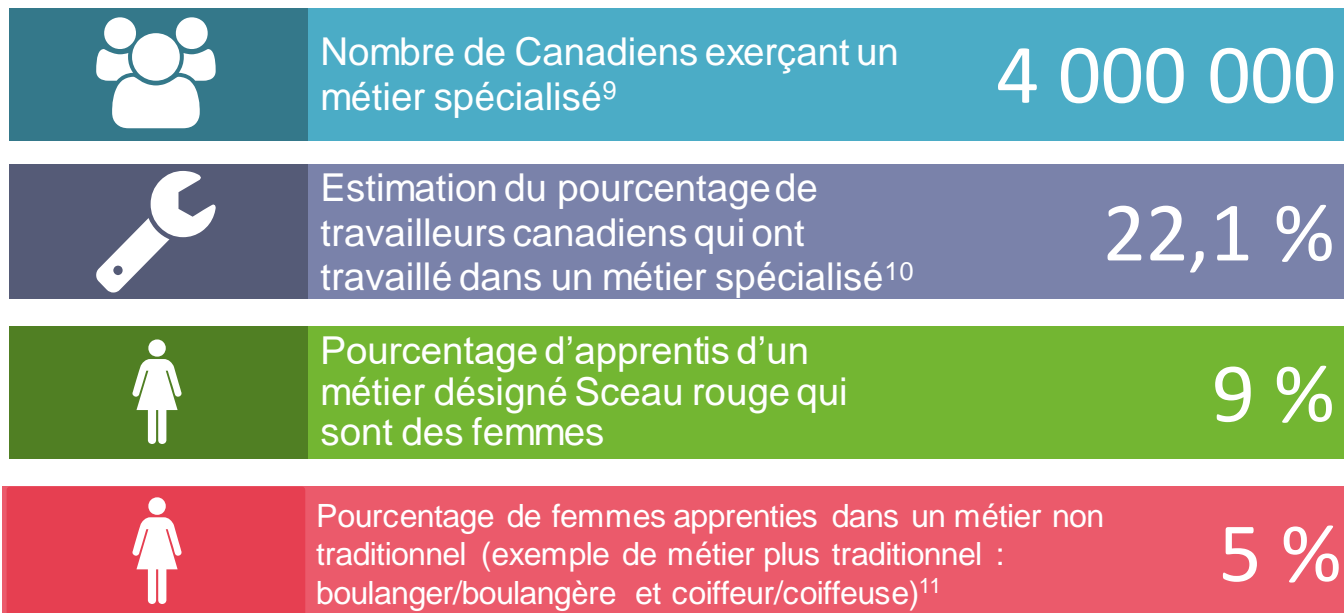 Nombre de Canadiens exerçant un
métier spécialisé⁹
4 000 000
Estimation du pourcentage de
travailleurs canadiens qui ont
travaillé dans un métier spécialisé¹⁰
22,1 %
Pourcentage d’apprentis d’un
métier désigné Sceau rouge qui
sont des femmes
9 %
Pourcentage de femmes apprenties dans un métier non
traditionnel (exemple de métier plus traditionnel :
boulanger/boulangère et coiffeur/coiffeuse)¹¹
5 %